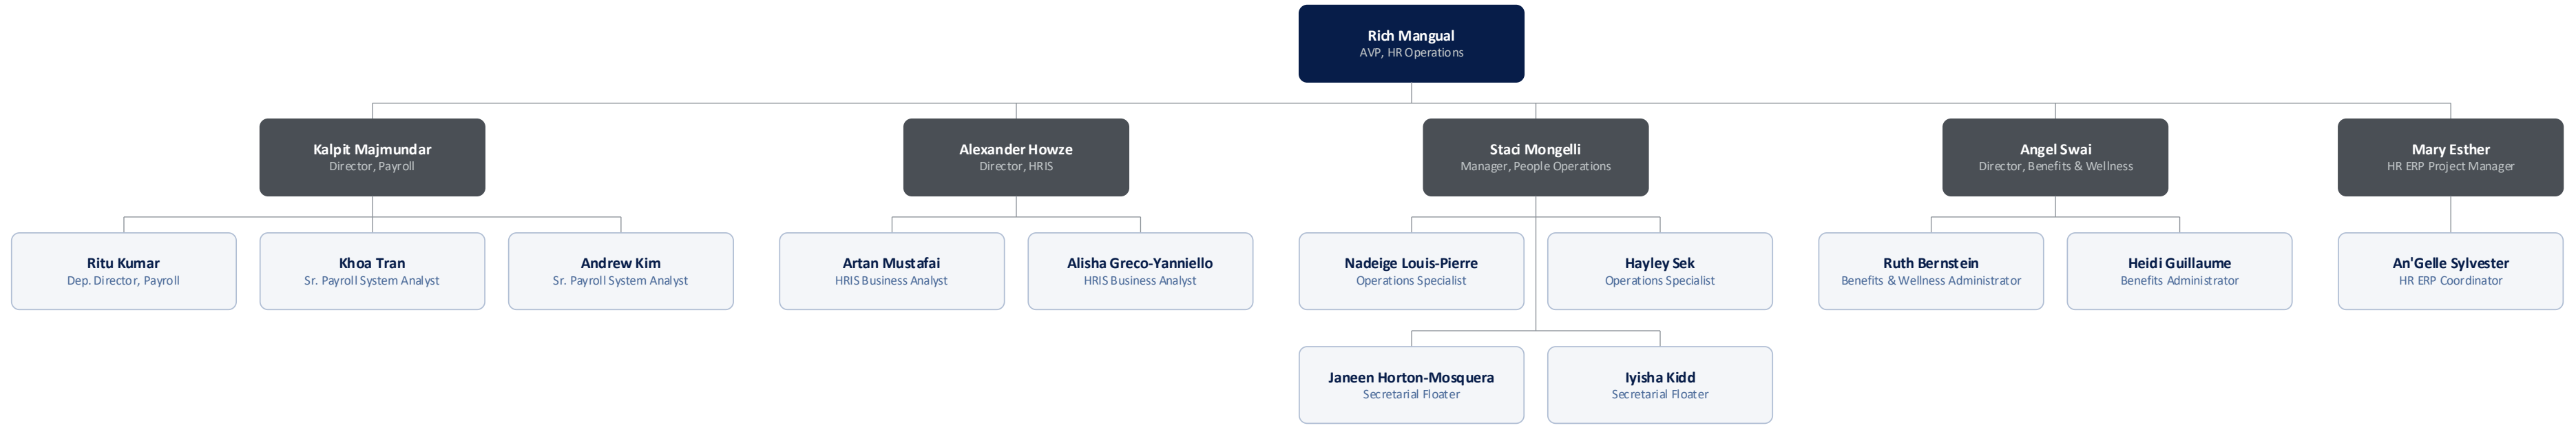 Rich Mangual
AVP, HR Operations
Kalpit Majmundar
Director, Payroll
Alexander Howze
Director, HRIS
Staci Mongelli
Manager, People Operations
Angel Swai
Director, Benefits & Wellness
Mary Esther
HR ERP Project Manager
Ritu Kumar
Dep. Director, Payroll
Khoa Tran
Sr. Payroll System Analyst
Andrew Kim
Sr. Payroll System Analyst
Artan Mustafai
HRIS Business Analyst
Alisha Greco-Yanniello
HRIS Business Analyst
Nadeige Louis-Pierre
Operations Specialist
Hayley Sek
Operations Specialist
Ruth Bernstein
Benefits & Wellness Administrator
Heidi Guillaume
Benefits Administrator
An'Gelle Sylvester
HR ERP Coordinator
Janeen Horton-Mosquera
Secretarial Floater
Iyisha Kidd
Secretarial Floater